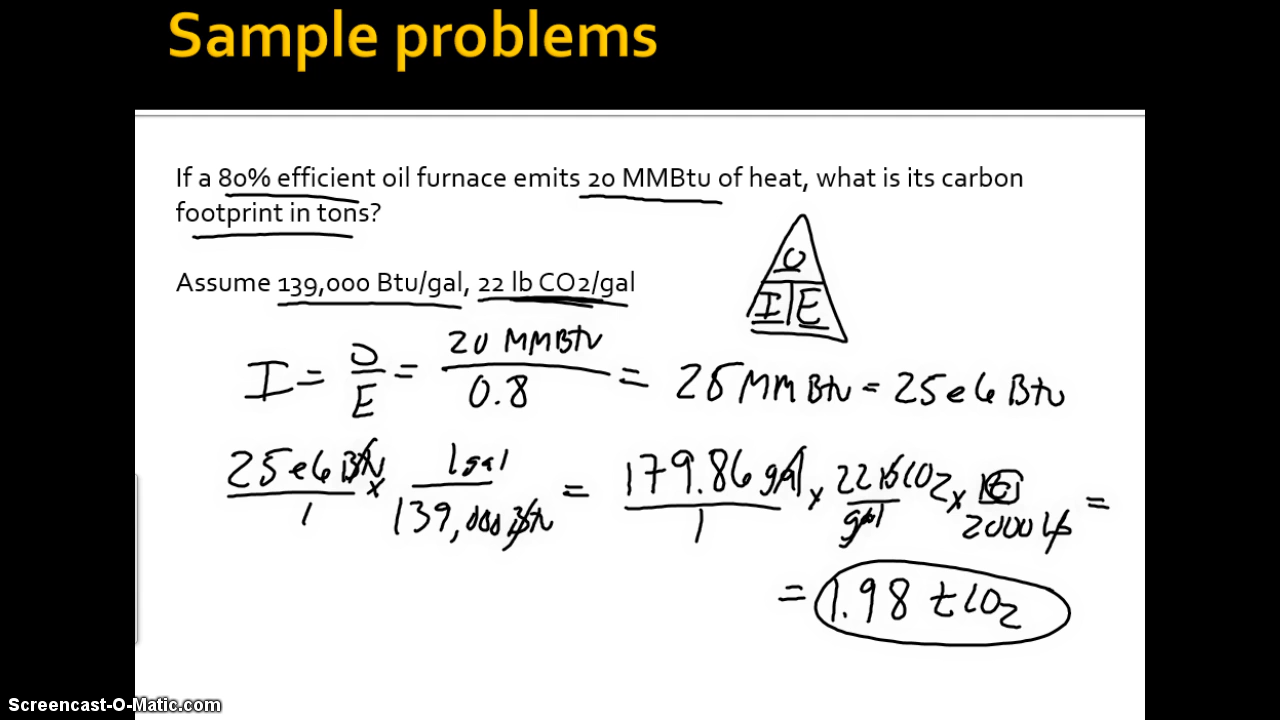 Sample problems
If a 80% efficient oil furnace emits 20 MMBtu of heat, what is its carbon
footprint in tons?
Assume 139,000 Btu/gal, 22 lb CO2/gal
O
I E
I = O/E = 20 MMBtu/0.8 = 25 MMBtu = 25e6 Btu
25e6 Btu/1 x 1 gal/139,000 Btu = 179.86 gal/1 x 22 lb CO2/gal x 1 t/2000 lb =
= 1.98 t CO2
Screencast-O-Matic.com